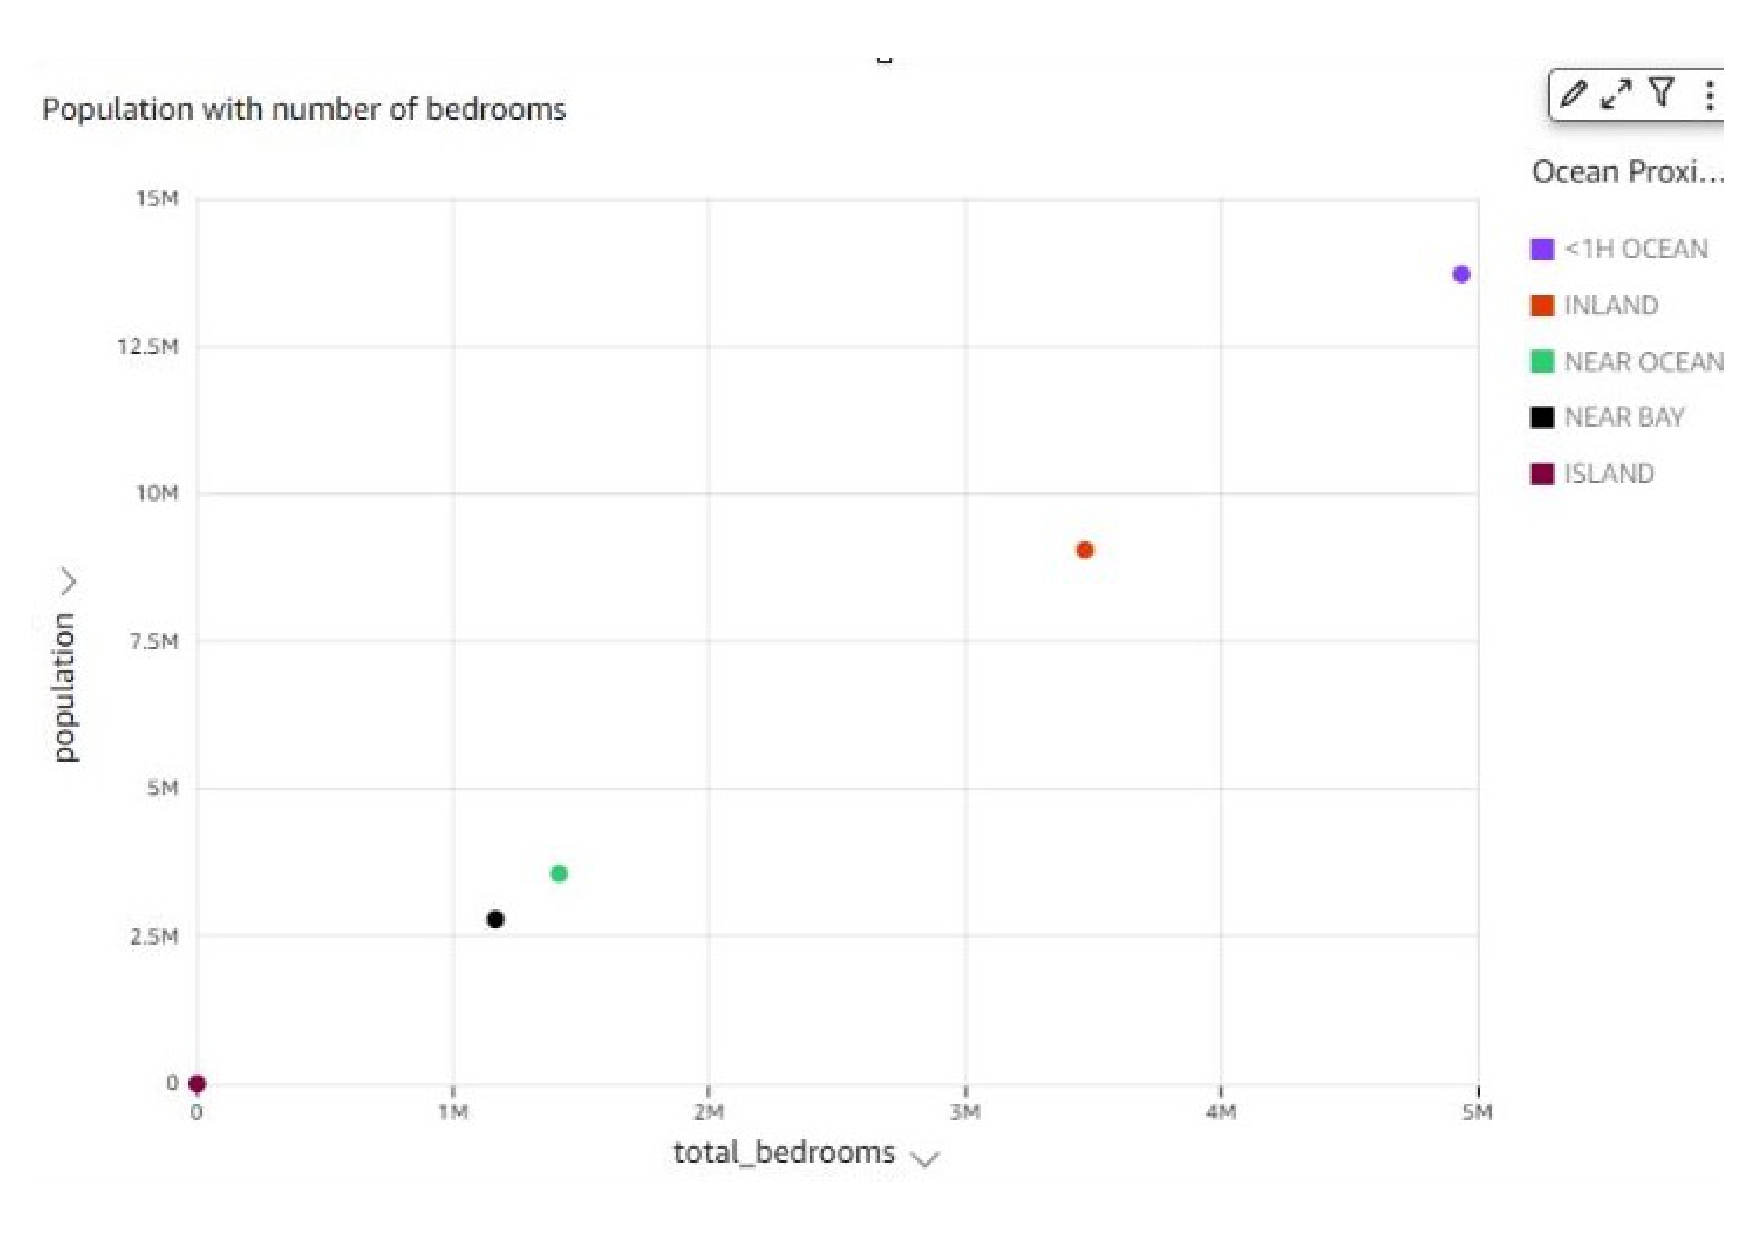 Population with number of bedrooms
Ocean Proxi...
<1H OCEAN
INLAND
NEAR OCEAN
NEAR BAY
ISLAND
15M
12.5M
10M
7.5M
5M
2.5M
0
population
0 1M 2M 3M 4M 5M
total_bedrooms